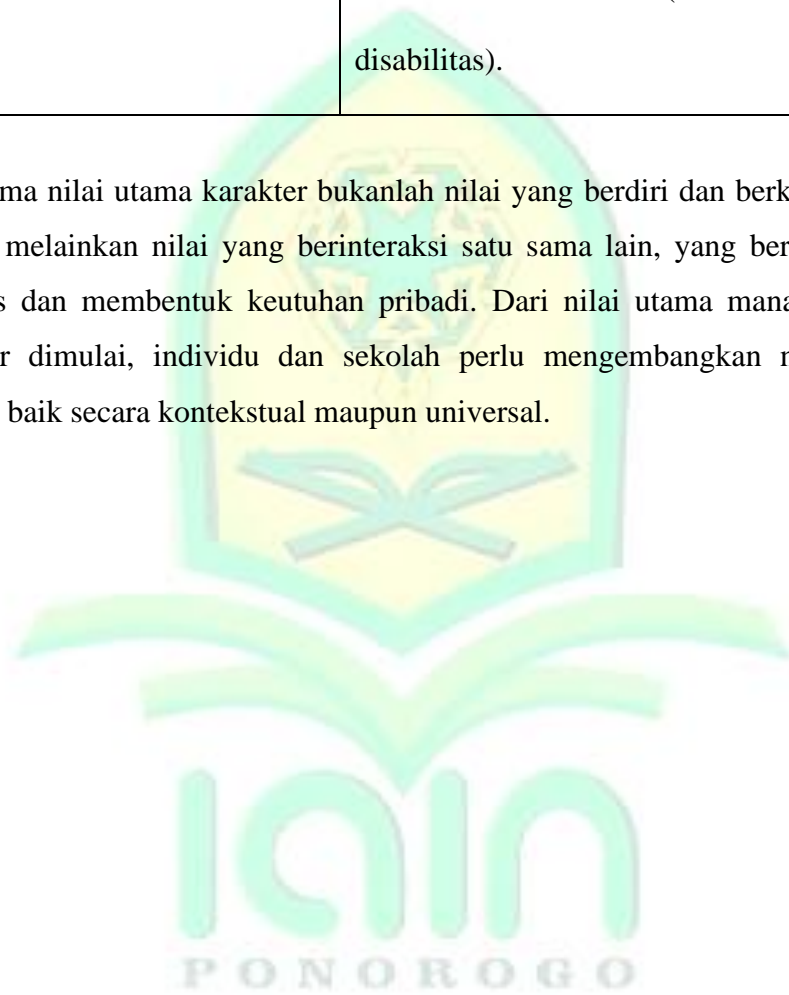 disabilitas).
ma nilai utama karakter bukanlah nilai yang berdiri dan berk
melainkan nilai yang berinteraksi satu sama lain, yang ber
s dan membentuk keutuhan pribadi. Dari nilai utama mana
r dimulai, individu dan sekolah perlu mengembangkan
baik secara kontekstual maupun universal.
iain
PONOROGO